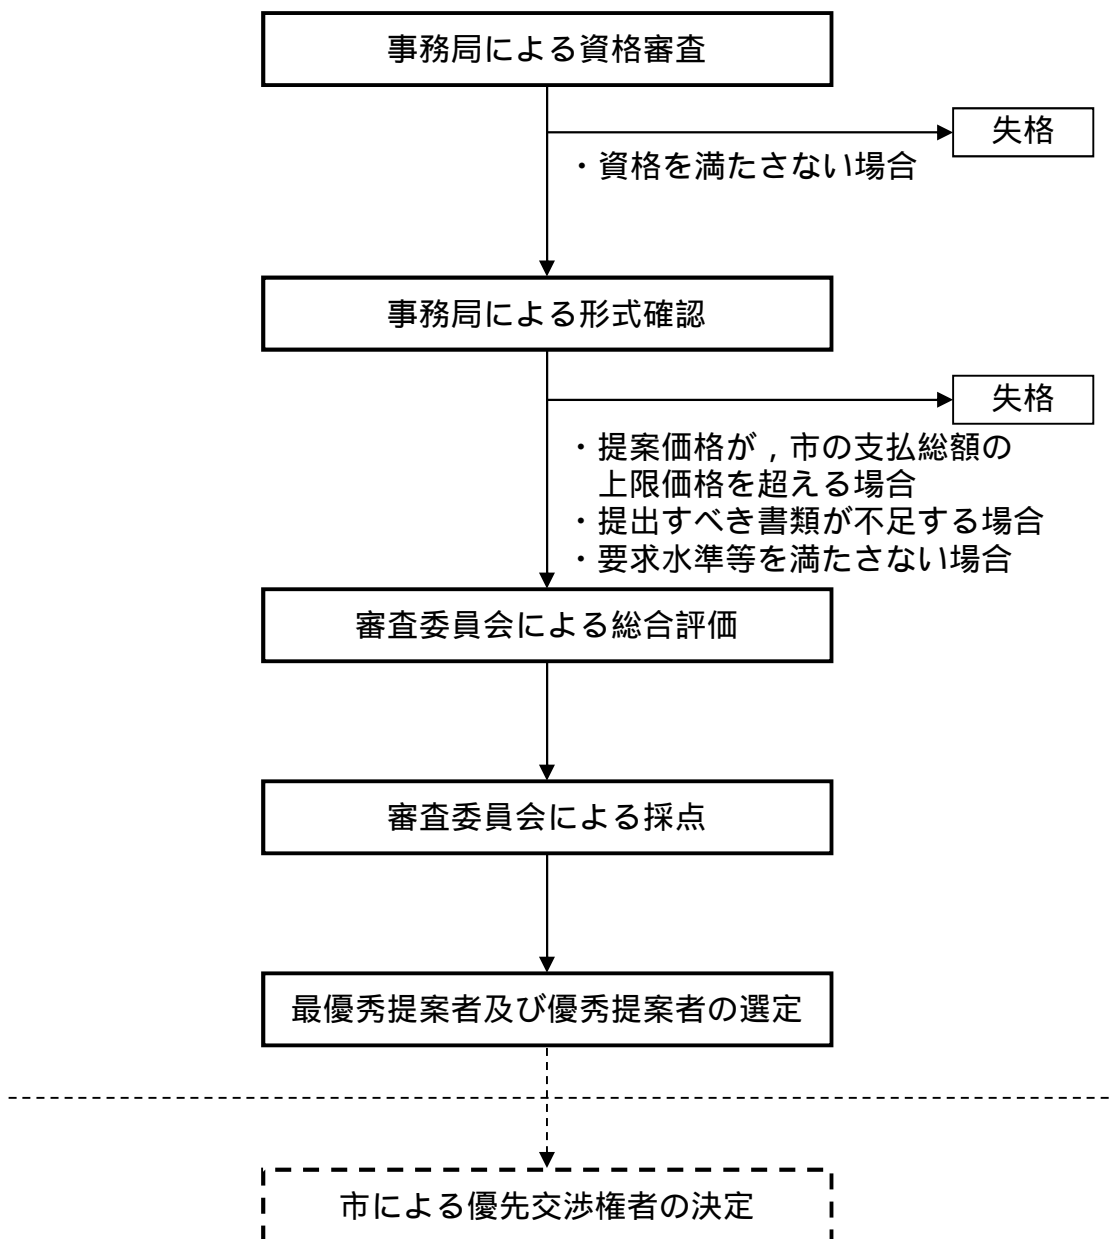 事務局による資格審査
失格
・資格を満たさない場合
事務局による形式確認
失格
・提案価格が，市の支払総額の
上限価格を超える場合
・提出すべき書類が不足する場合
・要求水準等を満たさない場合
審査委員会による総合評価
審査委員会による採点
最優秀提案者及び優秀提案者の選定
市による優先交渉権者の決定